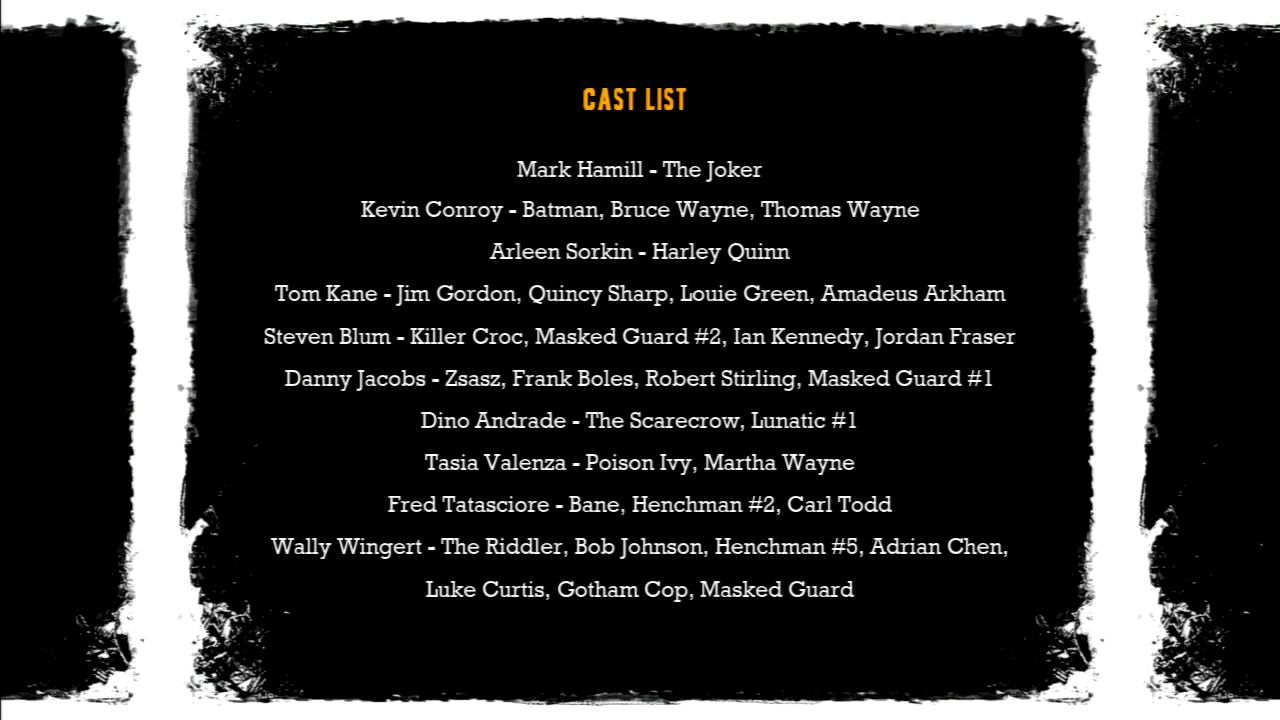 CAST LIST
Mark Hamill - The Joker
Kevin Conroy - Batman, Bruce Wayne, Thomas Wayne
Arleen Sorkin - Harley Quinn
Tom Kane - Jim Gordon, Quincy Sharp, Louie Green, Amadeus Arkham
Steven Blum - Killer Croc, Masked Guard #2, Ian Kennedy, Jordan Fraser
Danny Jacobs - Zsasz, Frank Boles, Robert Stirling, Masked Guard #1
Dino Andrade - The Scarecrow, Lunatic #1
Tasia Valenza - Poison Ivy, Martha Wayne
Fred Tatasciore - Bane, Henchman #2, Carl Todd
Wally Wingert - The Riddler, Bob Johnson, Henchman #5, Adrian Chen,
Luke Curtis, Gotham Cop, Masked Guard